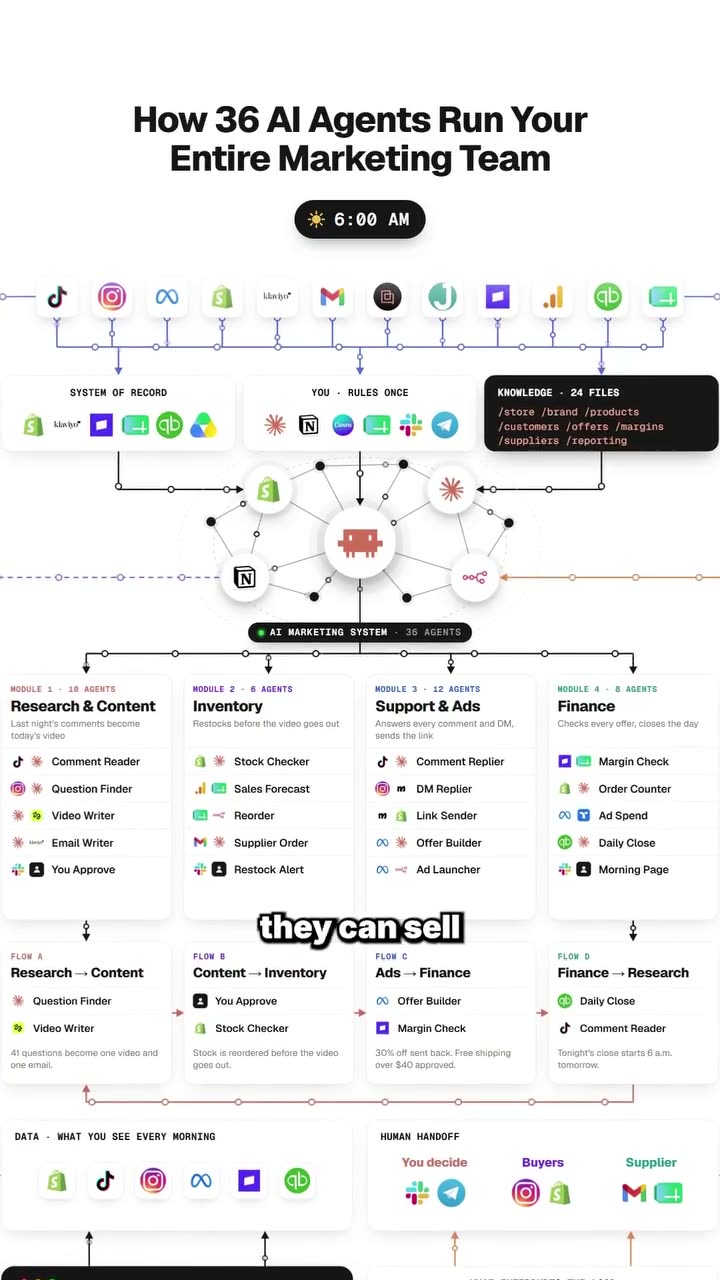 How 36 AI Agents Run Your
Entire Marketing Team
6:00 AM
klaviyo
SYSTEM OF RECORD
klaviyo
YOU · RULES ONCE
KNOWLEDGE · 24 FILES
/store /brand /products
/customers /offers /margins
/suppliers /reporting
AI MARKETING SYSTEM · 36 AGENTS
MODULE 1 · 10 AGENTS
Research & Content
Last night's comments become
today's video
Comment Reader
Question Finder
Video Writer
klaviyo
Email Writer
You Approve
MODULE 2 · 6 AGENTS
Inventory
Restocks before the video goes out
Stock Checker
Sales Forecast
Reorder
Supplier Order
Restock Alert
MODULE 3 · 12 AGENTS
Support & Ads
Answers every comment and DM,
sends the link
Comment Replier
DM Replier
Link Sender
Offer Builder
Ad Launcher
MODULE 4 · 8 AGENTS
Finance
Checks every offer, closes the day
Margin Check
Order Counter
Ad Spend
Daily Close
Morning Page
they can sell
FLOW A
Research → Content
Question Finder
Video Writer
41 questions become one video and
one email.
FLOW B
Content → Inventory
You Approve
Stock Checker
Stock is reordered before the video
goes out.
FLOW C
Ads → Finance
Offer Builder
Margin Check
30% off sent back. Free shipping
over $40 approved.
FLOW D
Finance → Research
Daily Close
Comment Reader
Tonight's close starts 6 a.m.
tomorrow.
DATA · WHAT YOU SEE EVERY MORNING
HUMAN HANDOFF
You decide
Buyers
Supplier